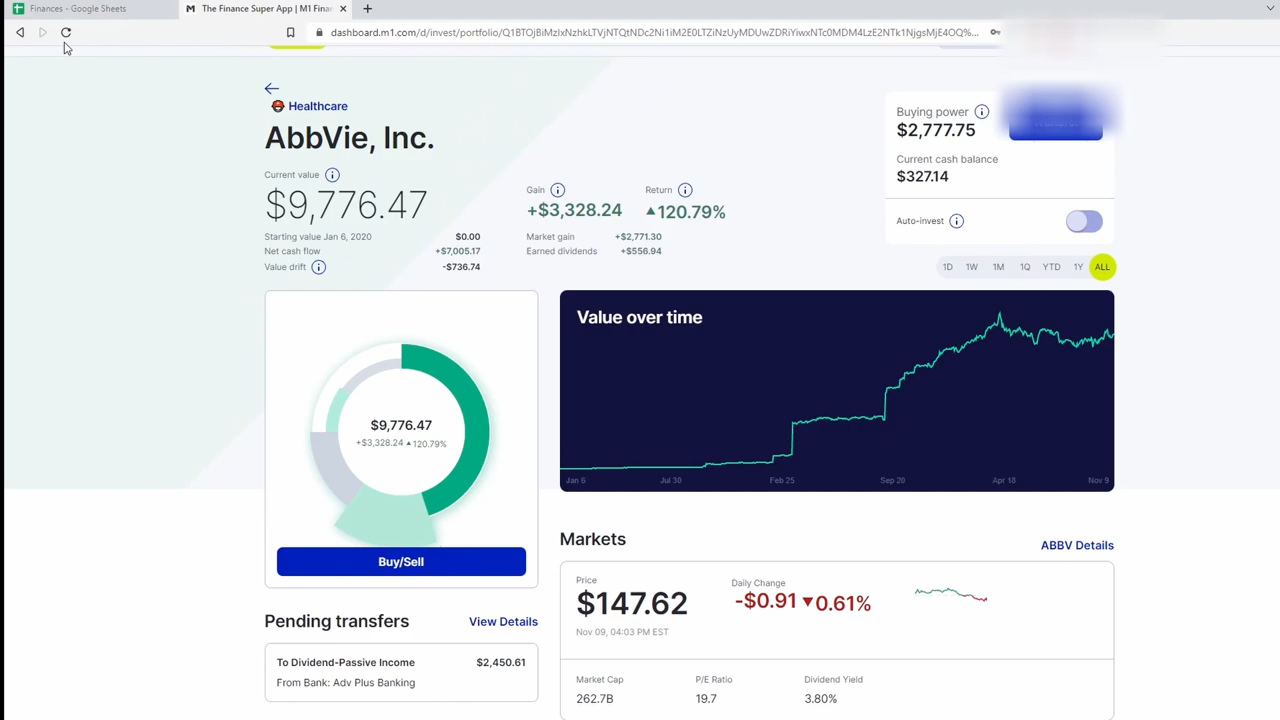 Finances - Google Sheets
M The Finance Super App | M1 Finan
dashboard.m1.com/d/invest/portfolio/
Healthcare
AbbVie, Inc.
Current value
$9,776.47
Starting value Jan 6, 2020 $0.00
Net cash flow +$7,005.17
Value drift -$736.74
Gain
+$3,328.24
Return
120.79%
Market gain +$2,771.30
Earned dividends +$556.94
Buying power
$2,777.75
Current cash balance
$327.14
Auto-invest
1D 1W 1M 1Q YTD 1Y ALL
$9,776.47
+$3,328.24 ▲120.79%
Buy/Sell
Value over time
Jan 6 Jul 30 Feb 25 Sep 20 Apr 18 Nov 9
Pending transfers View Details
To Dividend-Passive Income $2,450.61
From Bank: Adv Plus Banking
Markets ABBV Details
Price
$147.62
Nov 09, 04:03 PM EST
Daily Change
-$0.91 ▼0.61%
Market Cap P/E Ratio Dividend Yield
262.7B 19.7 3.80%